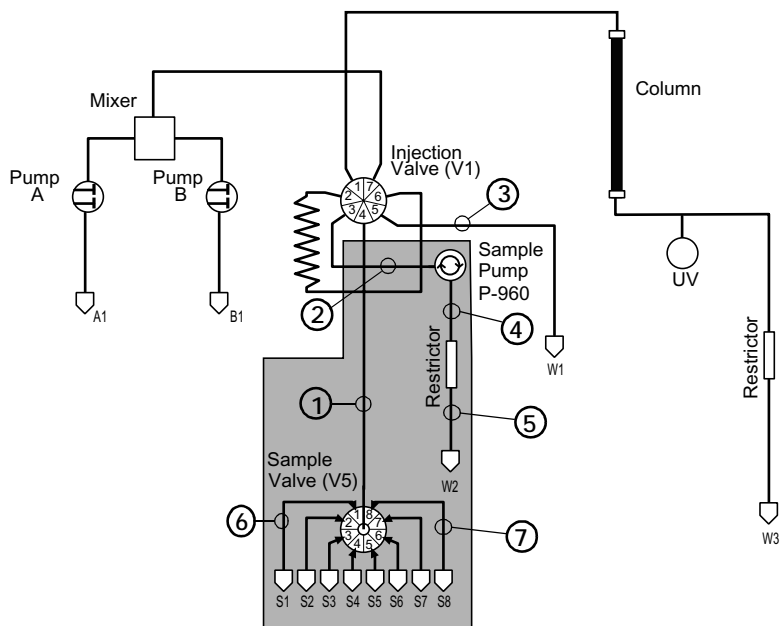 Mixer
Pump
A
Pump
B
A1
B1
Injection
Valve (V1)
1
7
2
6
3
5
4
3
Column
UV
Sample
Pump
P-960
2
4
W1
Restrictor
Restrictor
1
5
W2
W3
Sample
Valve (V5)
6
1
8
2
7
3
6
4
5
7
S1
S2
S3
S4
S5
S6
S7
S8